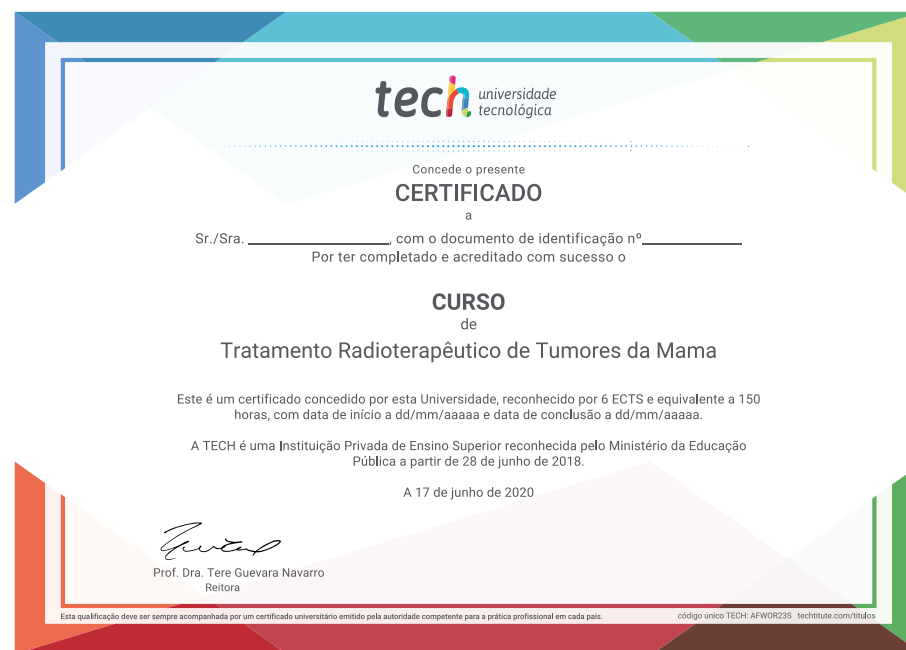 tech universidade
tecnológica
Concede o presente
CERTIFICADO
a
Sr./Sra. ________________, com o documento de identificação nº____________
Por ter completado e acreditado com sucesso o
CURSO
de
Tratamento Radioterapêutico de Tumores da Mama
Este é um certificado concedido por esta Universidade, reconhecido por 6 ECTS e equivalente a 150
horas, com data de início a dd/mm/aaaaa e data de conclusão a dd/mm/aaaaa.
A TECH é uma Instituição Privada de Ensino Superior reconhecida pelo Ministério da Educação
Pública a partir de 28 de junho de 2018.
A 17 de junho de 2020
Prof. Dra. Tere Guevara Navarro
Reitora
Esta qualificação deve ser sempre acompanhada por um certificado universitário emitido pela autoridade competente para a prática profissional em cada país.
código único TECH: AFWOR23S techtitute.com/titulos